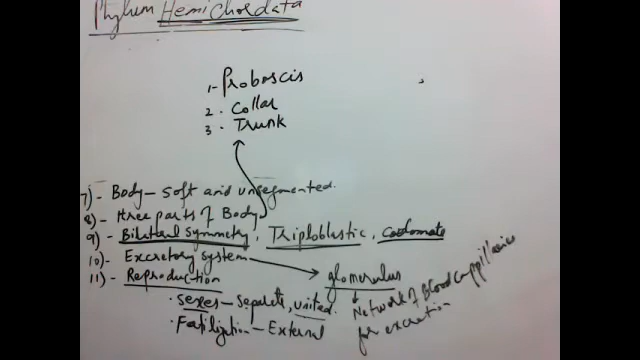 Phylum Hemichordata
1. Proboscis
2. Collar
3. Trunk
7)- Body - Soft and unsegmented.
8)- three parts of Body
9)- Bilateral Symmetry, Triploblastic, Coelomate
10)- Excretory System
glomerulus
Network of Blood Cappillaries
for excretion
11)- Reproduction
· Sexes - Separate, united.
· Fertilization - External